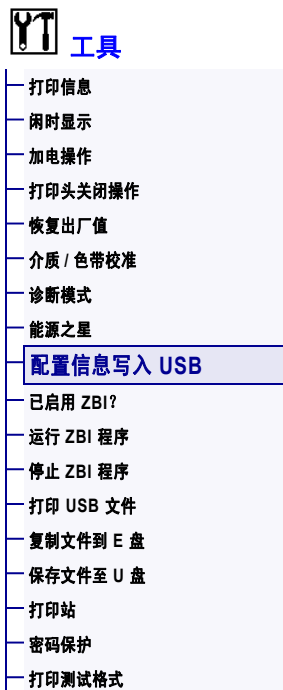 工具
打印信息
闲时显示
加电操作
打印头关闭操作
恢复出厂值
介质 / 色带校准
诊断模式
能源之星
配置信息写入 USB
已启用 ZBI?
运行 ZBI 程序
停止 ZBI 程序
打印 USB 文件
复制文件到 E 盘
保存文件至 U 盘
打印站
密码保护
打印测试格式